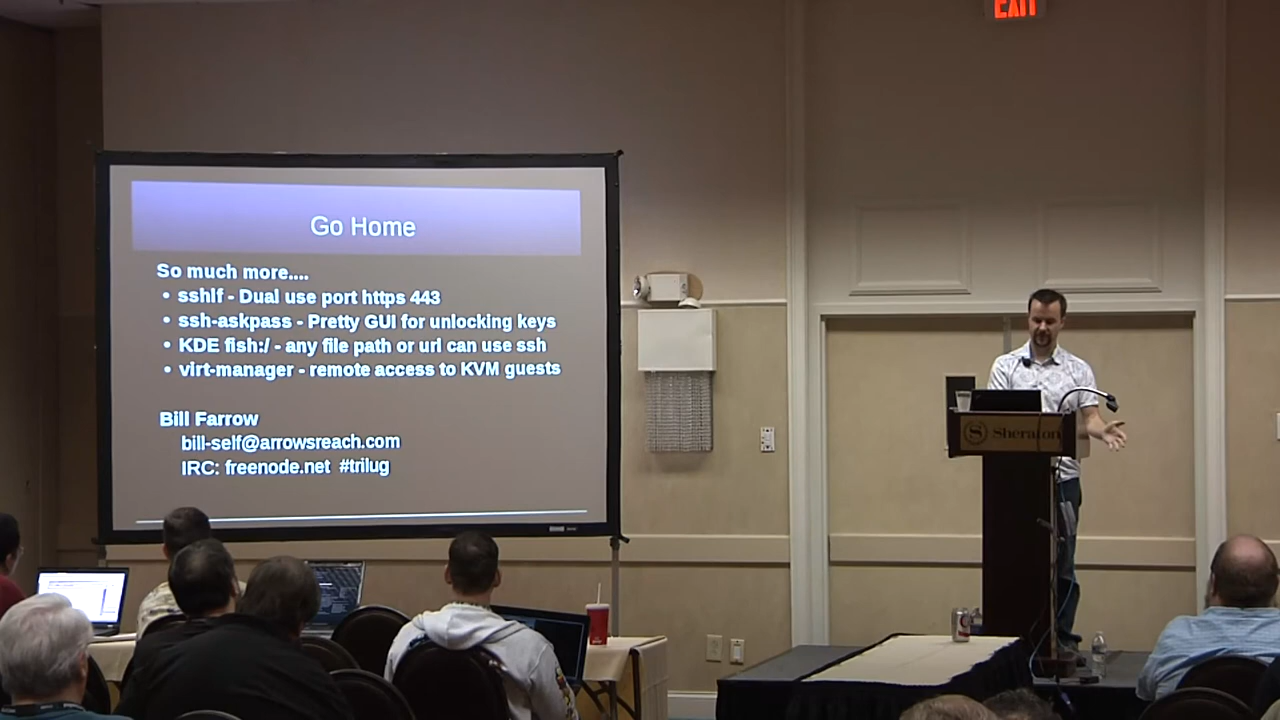 EXIT
Go Home
So much more....
• sshlf - Dual use port https 443
• ssh-askpass - Pretty GUI for unlocking keys
• KDE fish:/ - any file path or url can use ssh
• virt-manager - remote access to KVM guests
Bill Farrow
bill-self@arrowsreach.com
IRC: freenode.net #trilug
S Sheraton